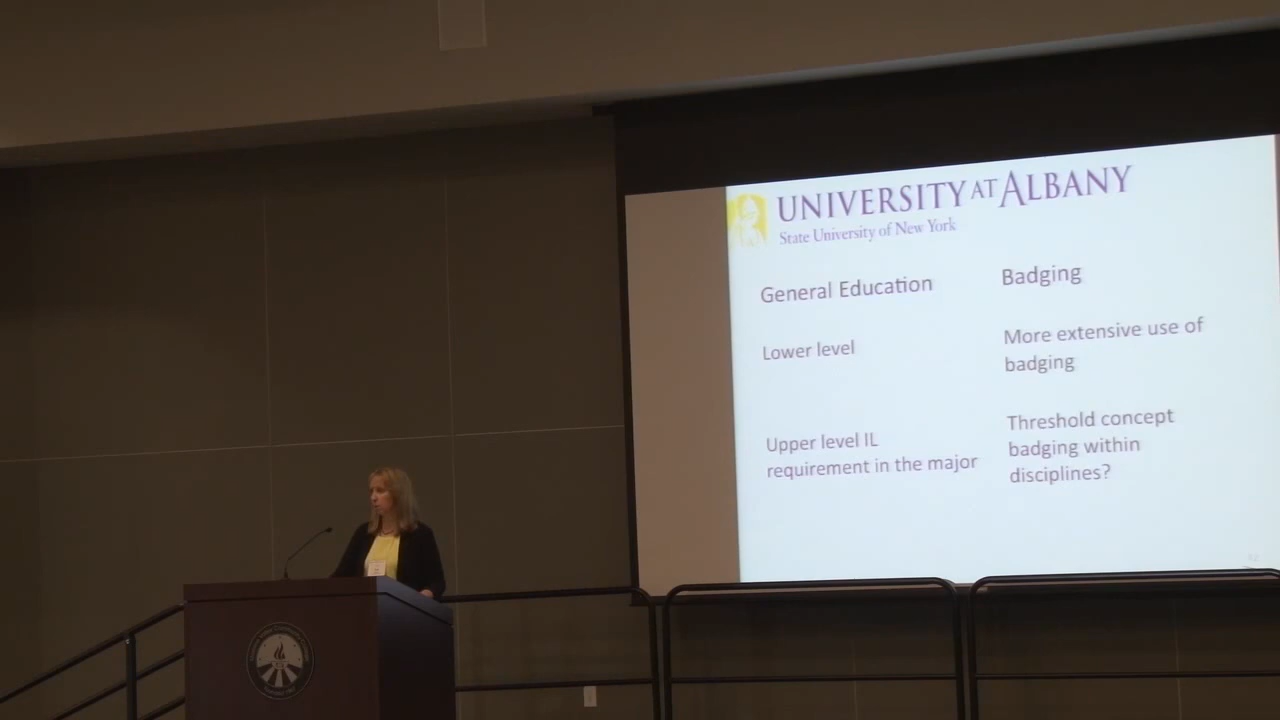 UNIVERSITY AT ALBANY
State University of New York
General Education
Badging
Lower level
More extensive use of
badging
Upper level IL
requirement in the major
Threshold concept
badging within
disciplines?